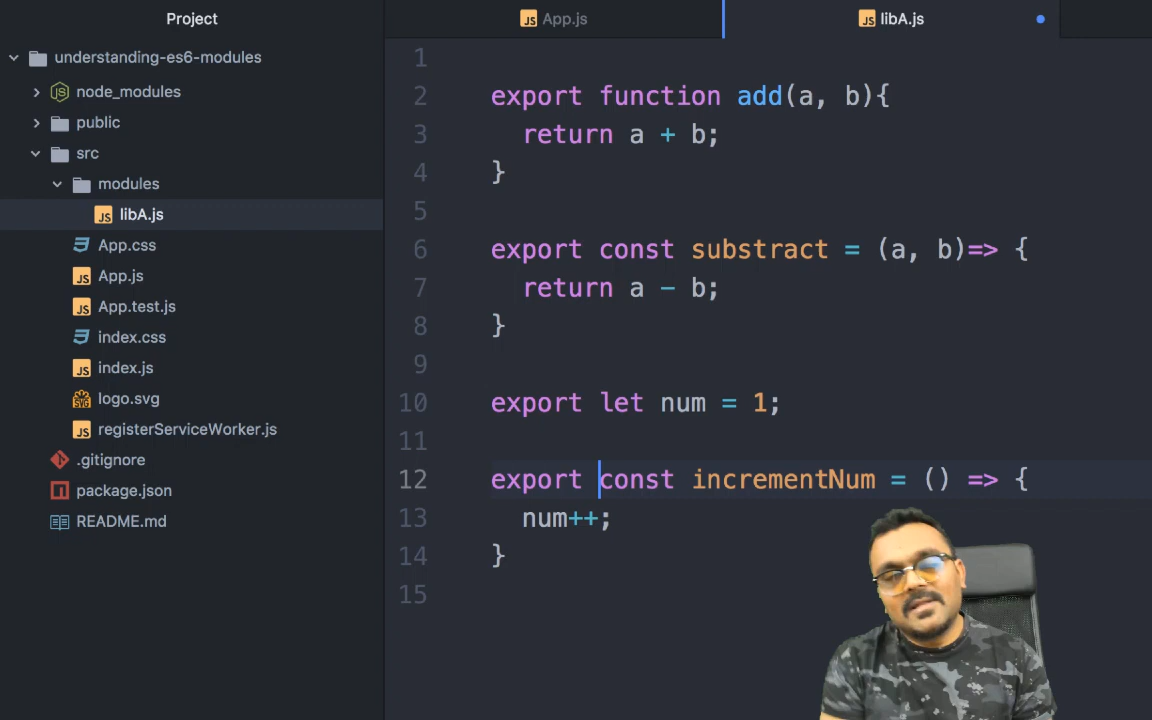 Project
understanding-es6-modules
node_modules
public
src
modules
libA.js
App.css
App.js
App.test.js
index.css
index.js
logo.svg
registerServiceWorker.js
.gitignore
package.json
README.md
App.js
libA.js
1
2 export function add(a, b){
3 return a + b;
4 }
5
6 export const substract = (a, b)=> {
7 return a - b;
8 }
9
10 export let num = 1;
11
12 export const incrementNum = () => {
13 num++;
14 }
15